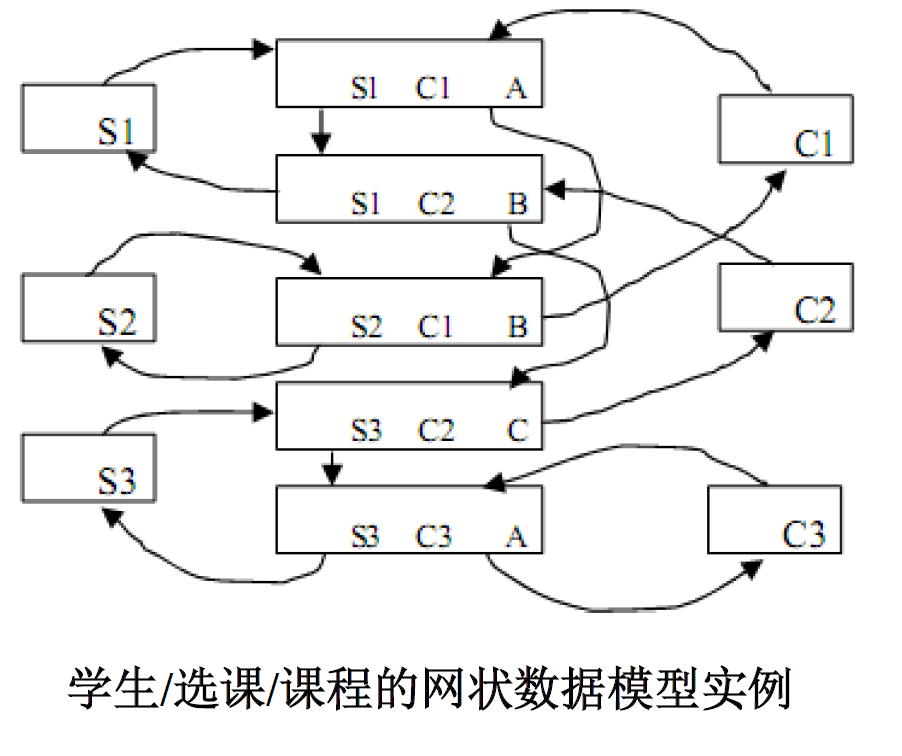 S1 C1 A
S1
C1
S1 C2 B
S2
S2 C1 B
C2
S3 C2 C
S3
S3 C3 A
C3
学生/选课/课程的网状数据模型实例